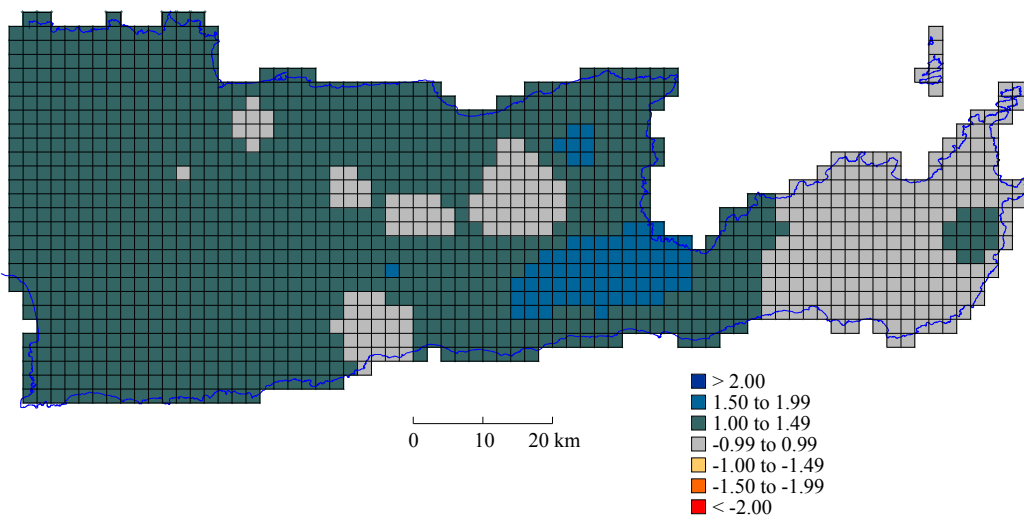 > 2.00
1.50 to 1.99
1.00 to 1.49
-0.99 to 0.99
-1.00 to -1.49
-1.50 to -1.99
< -2.00
0 10 20 km